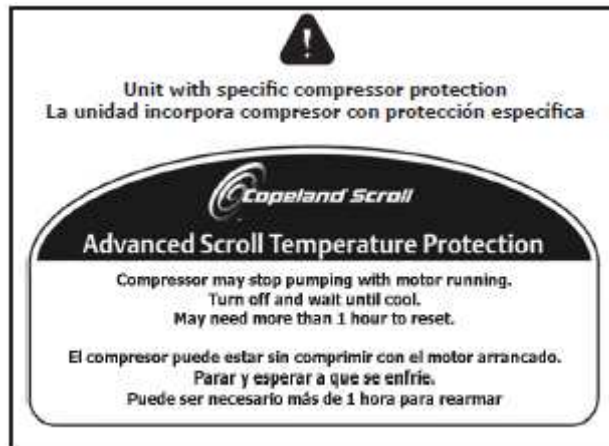 Unit with specific compressor protection
La unidad incorpora compresor con protección específica
Copeland Scroll
Advanced Scroll Temperature Protection
Compressor may stop pumping with motor running.
Turn off and wait until cool.
May need more than 1 hour to reset.
El compresor puede estar sin comprimir con el motor arrancado.
Parar y esperar a que se enfríe.
Puede ser necesario más de 1 hora para rearmar